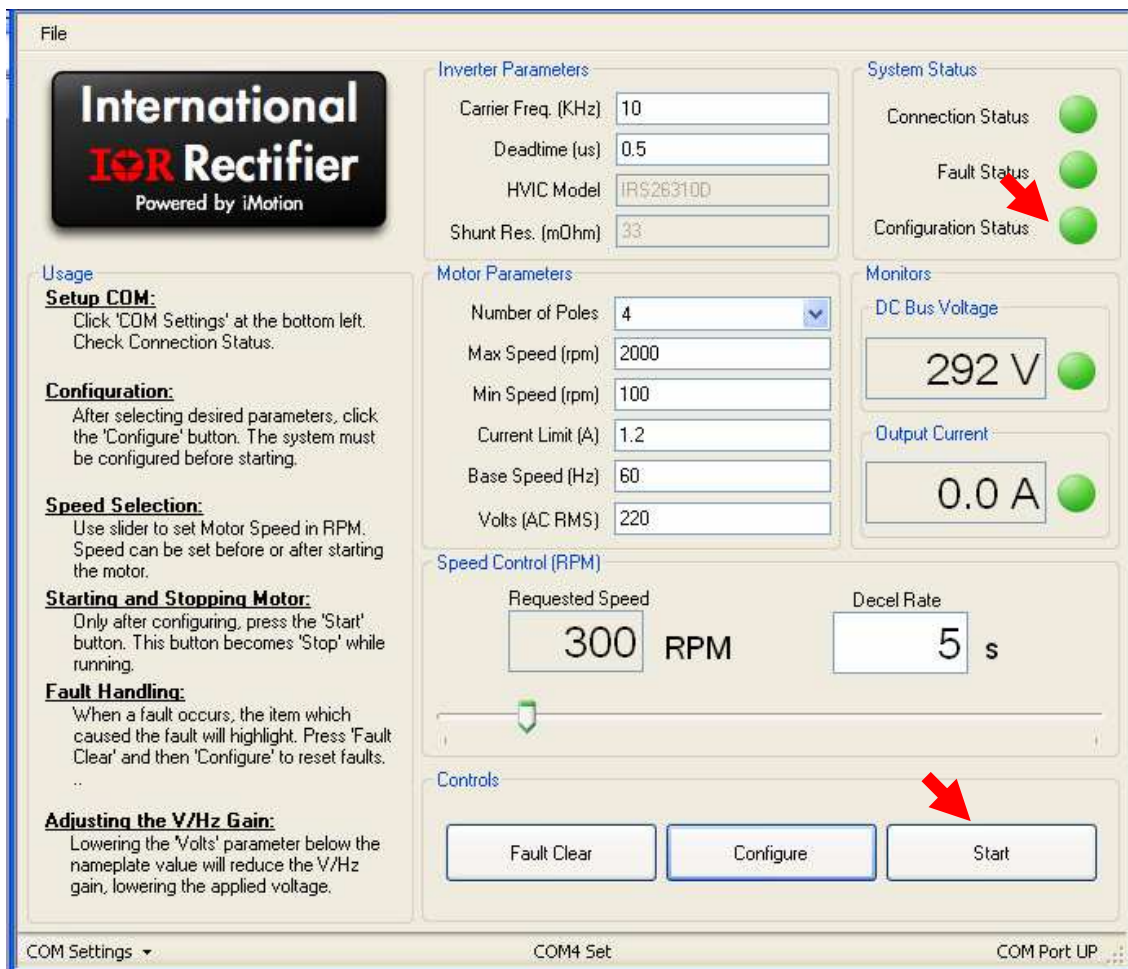 File
International
IOR Rectifier
Powered by iMotion
Usage
Setup COM:
Click 'COM Settings' at the bottom left.
Check Connection Status.
Configuration:
After selecting desired parameters, click
the 'Configure' button. The system must
be configured before starting.
Speed Selection:
Use slider to set Motor Speed in RPM.
Speed can be set before or after starting
the motor.
Starting and Stopping Motor:
Only after configuring, press the 'Start'
button. This button becomes 'Stop' while
running.
Fault Handling:
When a fault occurs, the item which
caused the fault will highlight. Press 'Fault
Clear' and then 'Configure' to reset faults.
..
Adjusting the V/Hz Gain:
Lowering the 'Volts' parameter below the
nameplate value will reduce the V/Hz
gain, lowering the applied voltage.
Inverter Parameters
Carrier Freq. (KHz) 10
Deadtime (us) 0.5
HVIC Model IRS26310D
Shunt Res. (mOhm) 33
System Status
Connection Status
Fault Status
Configuration Status
Motor Parameters
Number of Poles 4
Max Speed (rpm) 2000
Min Speed (rpm) 100
Current Limit (A) 1.2
Base Speed (Hz) 60
Volts (AC RMS) 220
Monitors
DC Bus Voltage
292 V
Output Current
0.0 A
Speed Control (RPM)
Requested Speed
300 RPM
Decel Rate
5 s
Controls
Fault Clear
Configure
Start
COM Settings
COM4 Set
COM Port UP